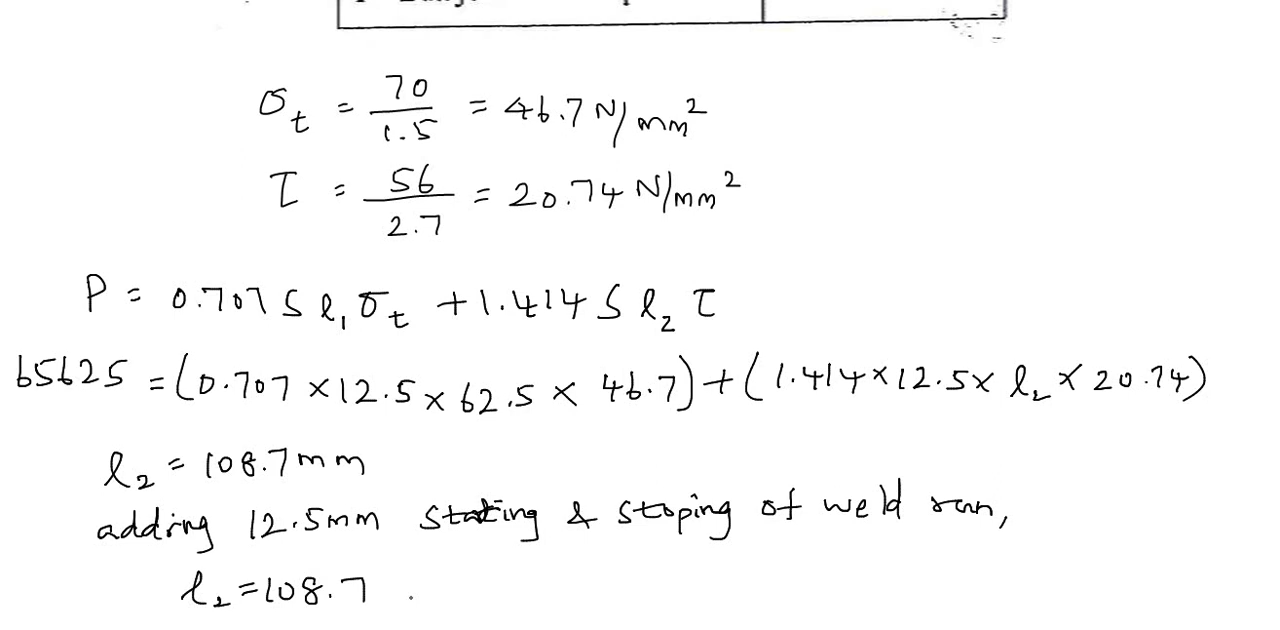 σt = 70/1.5 = 46.7 N/mm²
τ = 56/2.7 = 20.74 N/mm²
P = 0.707 S l₁ σt + 1.414 S l₂ τ
65625 = (0.707 × 12.5 × 62.5 × 46.7) + (1.414 × 12.5 × l₂ × 20.74)
l₂ = 108.7 mm
adding 12.5mm stating & stoping of weld run,
l₂ = 108.7 .